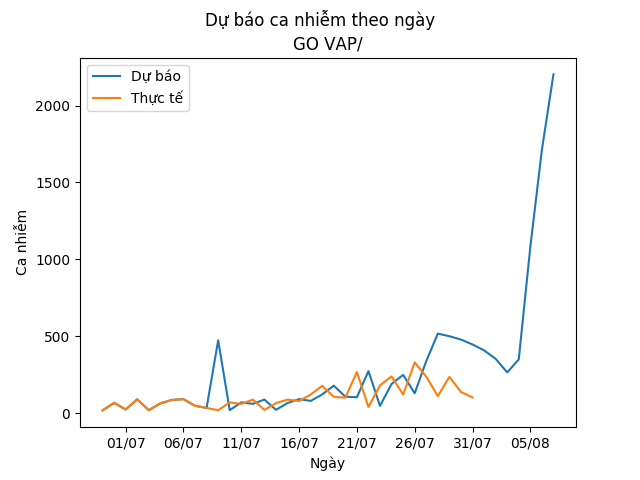 Dự báo ca nhiễm theo ngày
GO VAP/
Dự báo
Thực tế
2000
1500
1000
500
0
Ca nhiễm
01/07 06/07 11/07 16/07 21/07 26/07 31/07 05/08
Ngày